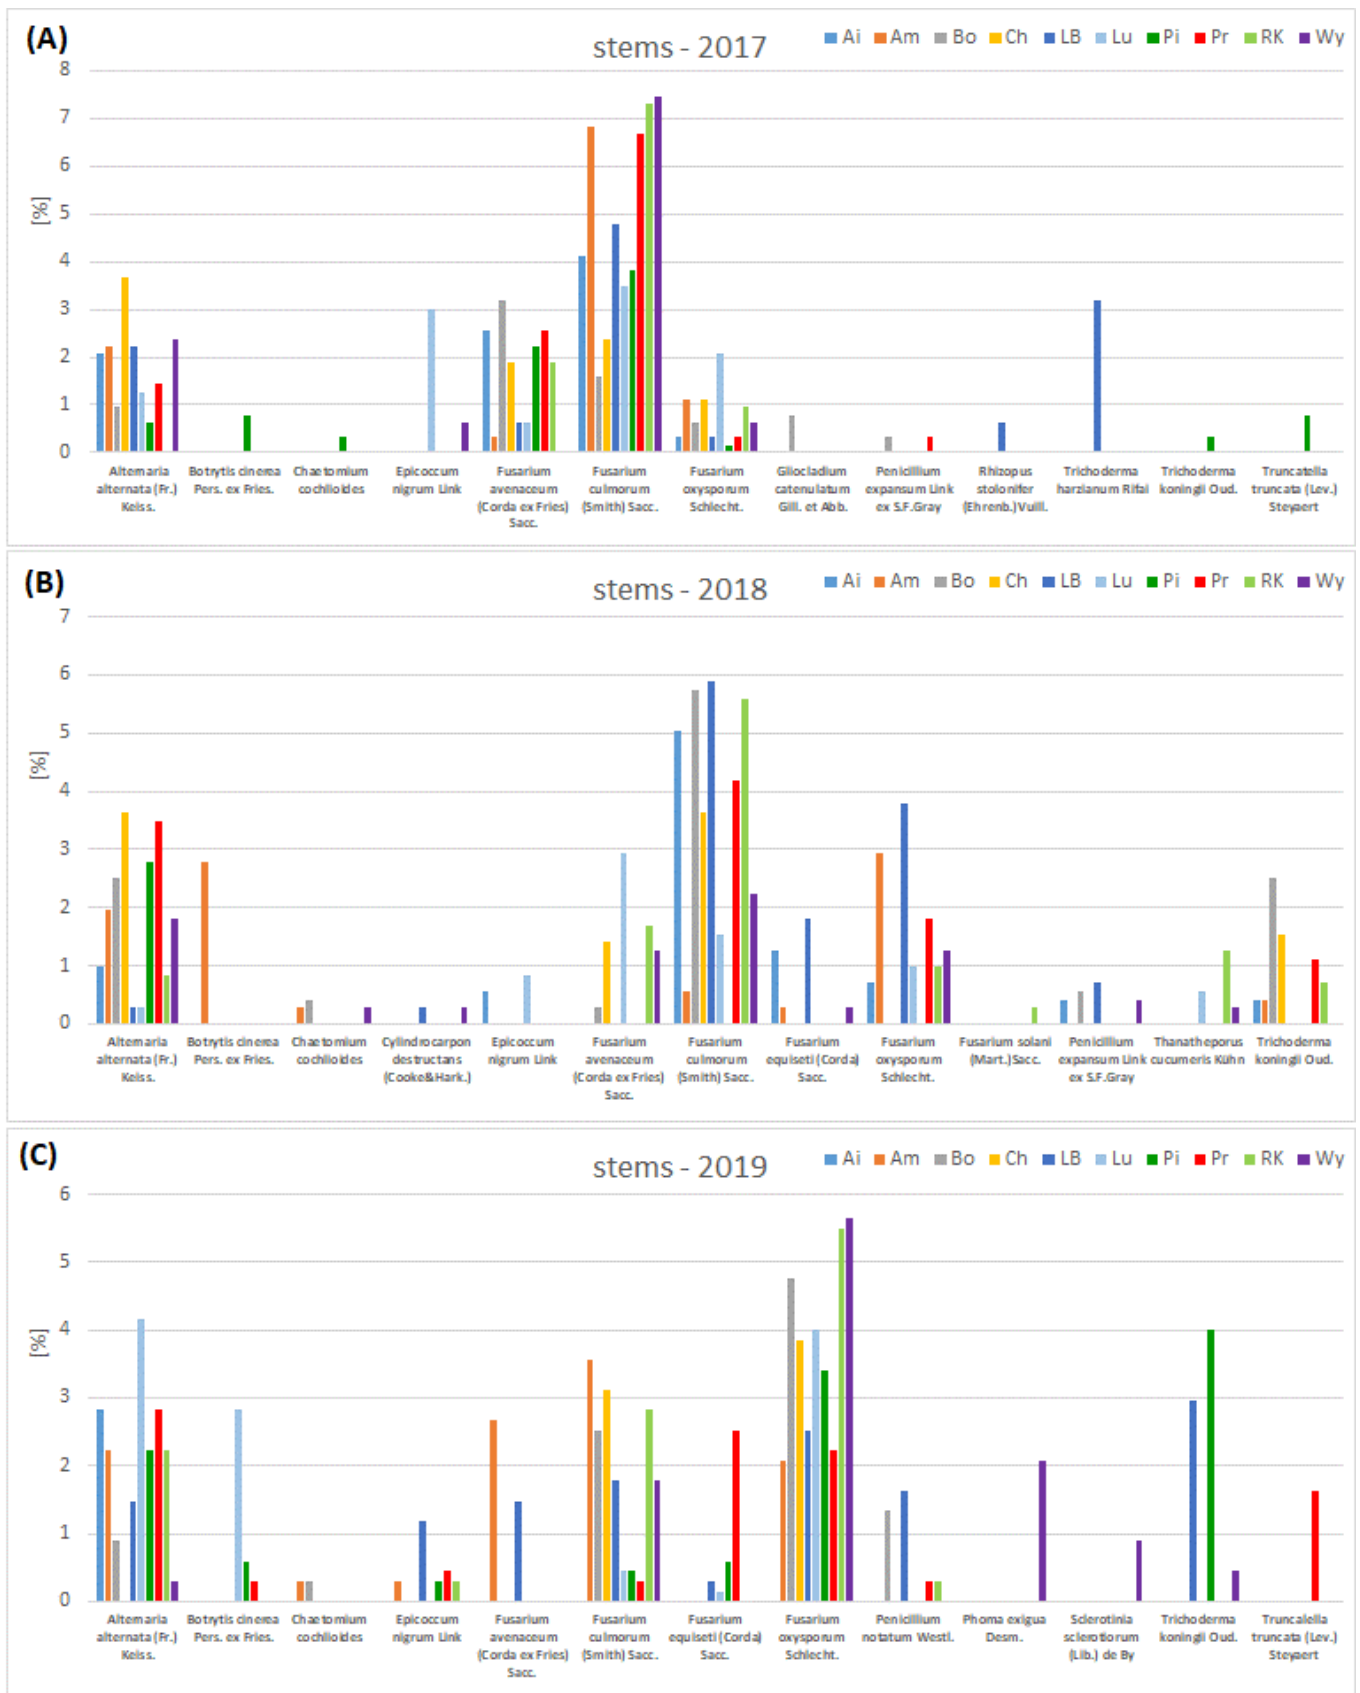 (A)
stems - 2017
Ai Am Bo Ch LB Lu Pi Pr RK Wy
8
7
6
5
4
3
2
1
0
[%]
Alternaria alternata (Fr.) Keiss.
Botrytis cinerea Pers. ex Fries.
Chaetomium cochlioides
Epicoccum nigrum Link
Fusarium avenaceum (Corda ex Fries) Sacc.
Fusarium culmorum (Smith) Sacc.
Fusarium oxysporum Schlecht.
Gliocladium catenulatum Gill. et Abb.
Penicillium expansum Link ex S.F.Gray
Rhizopus stolonifer (Ehrenb.)Vuill.
Trichoderma harzianum Rifai
Trichoderma koningii Oud.
Truncatella truncata (Lev.) Steyaert
(B)
stems - 2018
Ai Am Bo Ch LB Lu Pi Pr RK Wy
7
6
5
4
3
2
1
0
[%]
Alternaria alternata (Fr.) Keiss.
Botrytis cinerea Pers. ex Fries.
Chaetomium cochlioides
Cylindrocarpon destructans (Cooke&Hark.)
Epicoccum nigrum Link
Fusarium avenaceum (Corda ex Fries) Sacc.
Fusarium culmorum (Smith) Sacc.
Fusarium equiseti (Corda) Sacc.
Fusarium oxysporum Schlecht.
Fusarium solani (Mart.)Sacc.
Penicillium expansum Link ex S.F.Gray
Thanatheporus cucumeris Kühn
Trichoderma koningii Oud.
(C)
stems - 2019
Ai Am Bo Ch LB Lu Pi Pr RK Wy
6
5
4
3
2
1
0
[%]
Alternaria alternata (Fr.) Keiss.
Botrytis cinerea Pers. ex Fries.
Chaetomium cochlioides
Epicoccum nigrum Link
Fusarium avenaceum (Corda ex Fries) Sacc.
Fusarium culmorum (Smith) Sacc.
Fusarium equiseti (Corda) Sacc.
Fusarium oxysporum Schlecht.
Penicillium notatum Westl.
Phoma exigua Desm.
Sclerotinia sclerotiorum (Lib.) de By
Trichoderma koningii Oud.
Truncalella truncata (Lev.) Steyaert